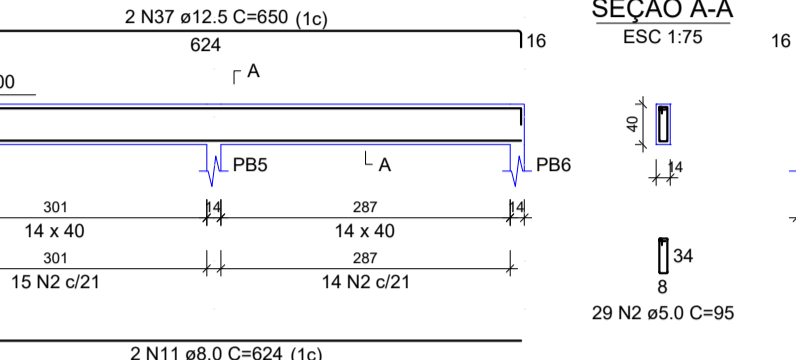 2 N37 ø12.5 C=650 (1c)
SEÇÃO A-A
624
16
ESC 1:75
16
A
00
40
PB5
A
PB6
14
301
14
287
14
14 x 40
14 x 40
301
287
34
15 N2 c/21
14 N2 c/21
8
29 N2 ø5.0 C=95
2 N11 ø8.0 C=624 (1c)